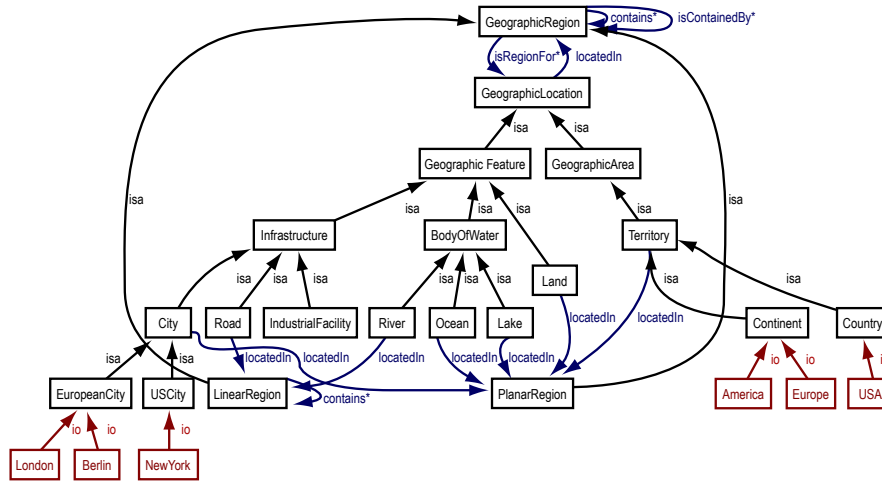 GeographicRegion
contains*
isContainedBy*
isRegionFor*
locatedIn
GeographicLocation
isa
isa
Geographic Feature
GeographicArea
isa
isa
isa
isa
isa
isa
Infrastructure
BodyOfWater
Territory
isa
isa
isa
isa
isa
isa
isa
Land
City
Road
IndustrialFacility
River
Ocean
Lake
locatedIn
locatedIn
Continent
Country
isa
isa
locatedIn
locatedIn
locatedIn
locatedIn
locatedIn
EuropeanCity
USCity
LinearRegion
contains*
PlanarRegion
io
io
i
America
Europe
USA
io
io
io
London
Berlin
NewYork